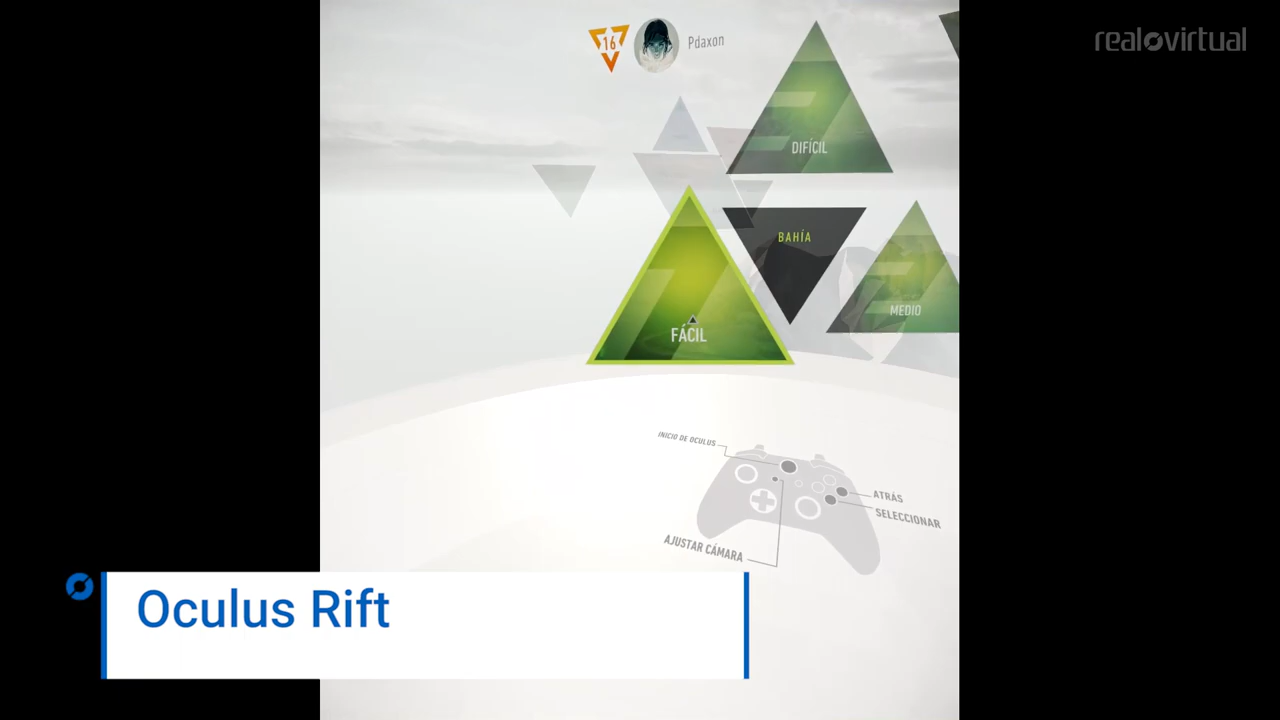 16
Pdaxon
realovirtual
DIFÍCIL
BAHÍA
MEDIO
FÁCIL
INICIO DE OCULUS
ATRÁS
SELECCIONAR
AJUSTAR CÁMARA
Oculus Rift